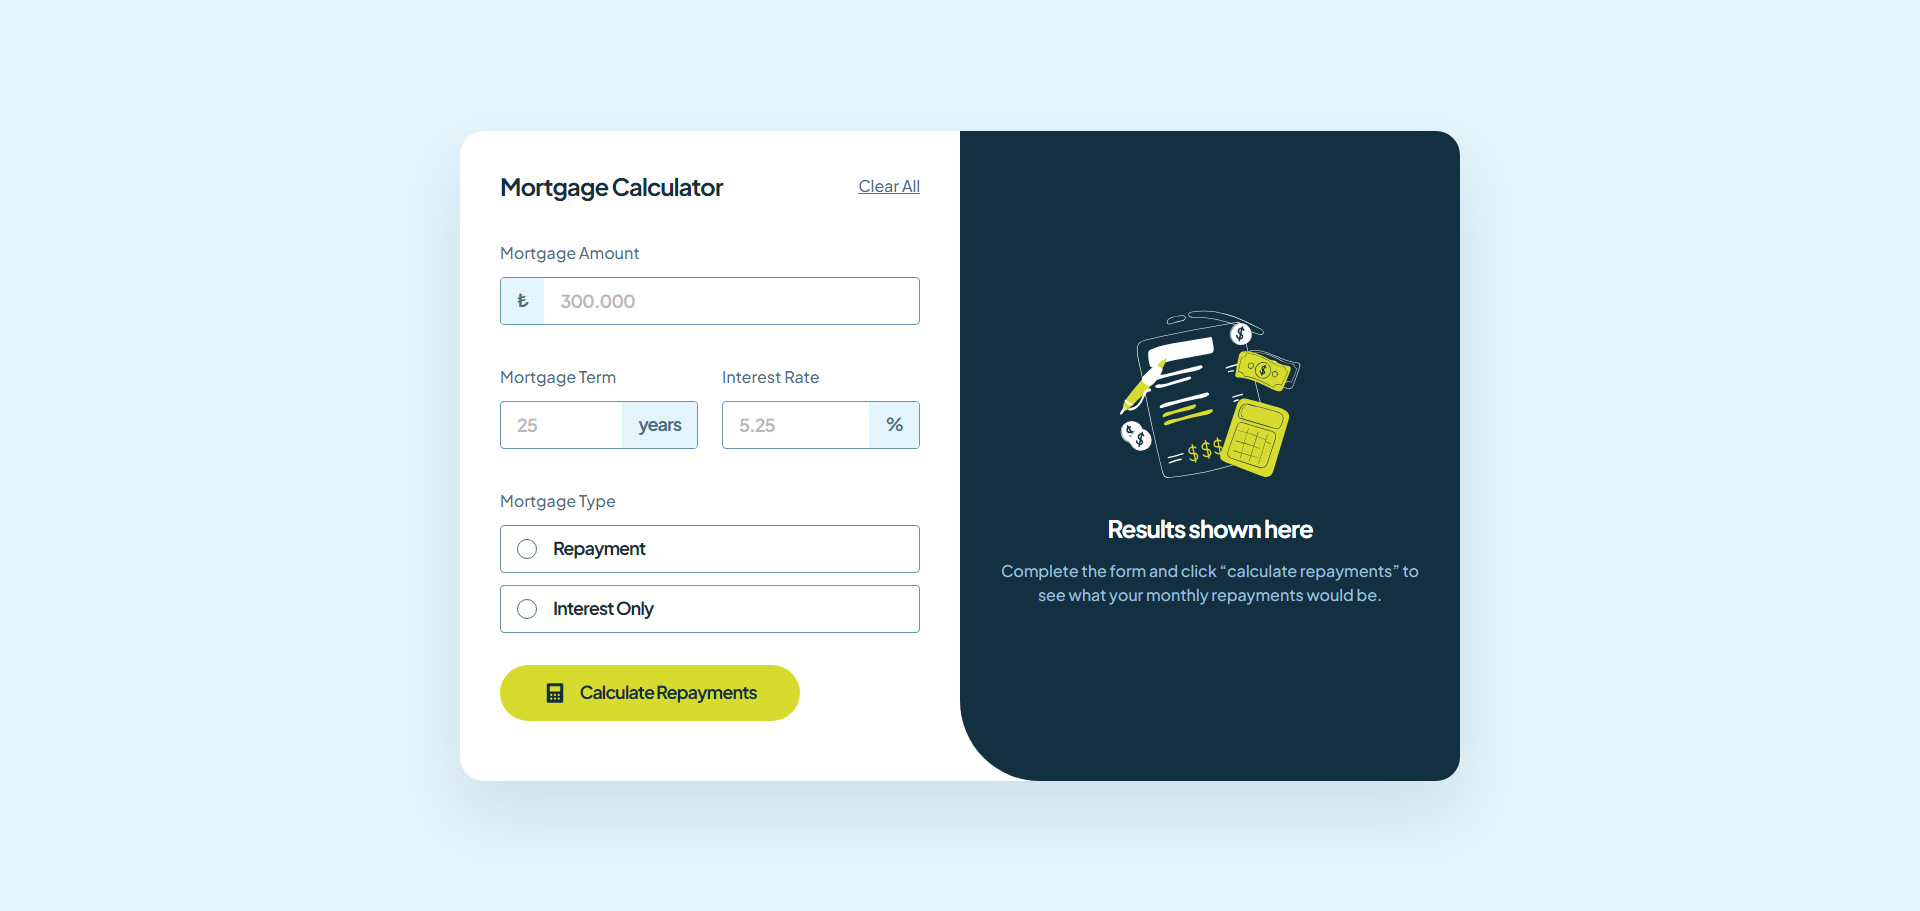 Mortgage Calculator
Clear All
Mortgage Amount
₺
300.000
Mortgage Term
Interest Rate
25
years
5.25
%
Mortgage Type
Repayment
Interest Only
Calculate Repayments
$
$
$
$$$
Results shown here
Complete the form and click “calculate repayments” to
see what your monthly repayments would be.